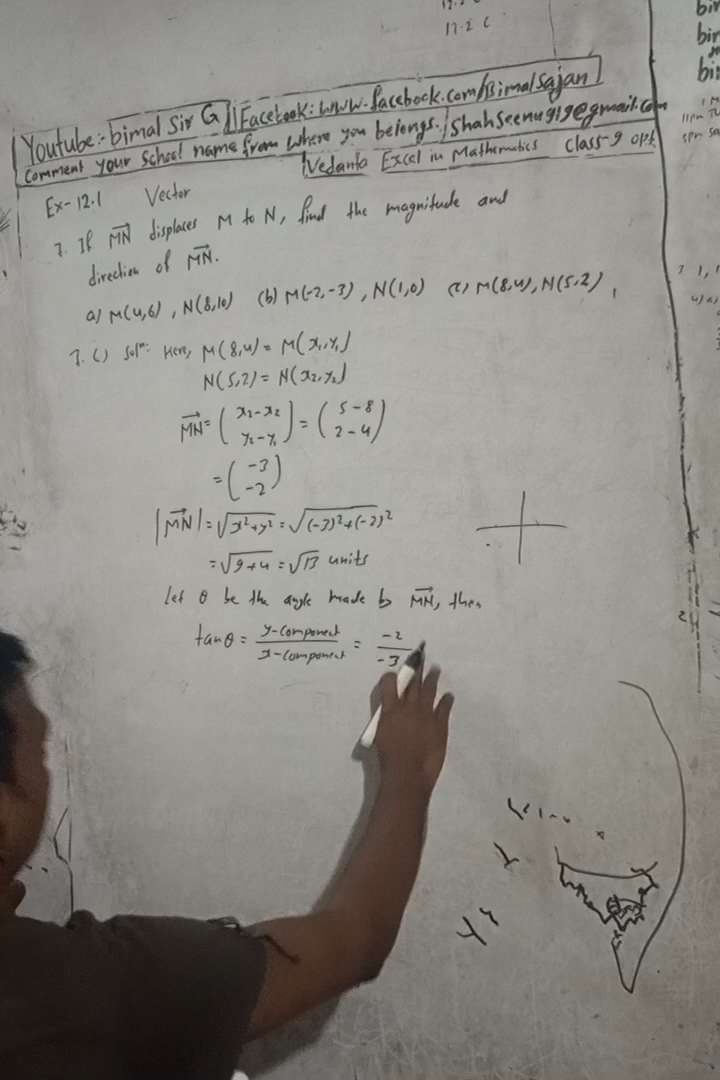 17.2 C
Youtube:- bimal Sir G || Facebook: www.facebook.com/Bimalsajan
Comment your School name from where you belongs. / Shahseenu919@gmail.com
Vedanta Excel in Mathematics class-9 opt
Ex-12.1 Vector
7. If MN displaces M to N, find the magnitude and
direction of MN.
a) M(4,6), N(8,10) (b) M(-2,-3), N(1,0) (c) M(8,4), N(5,2)
7. c) Solⁿ: Here, M(8,4) = M(x₁,y₁)
N(5,2) = N(x₂,y₂)
MN = (x₂-x₂ y₂-y₁) = (5-8 2-4)
= (-3 -2)
|MN| = √x²+y² = √(-3)²+(-2)²
= √9+4 = √13 units
Let θ be the angle made by MN, then
tanθ = y-component / x-component = -2 / -3